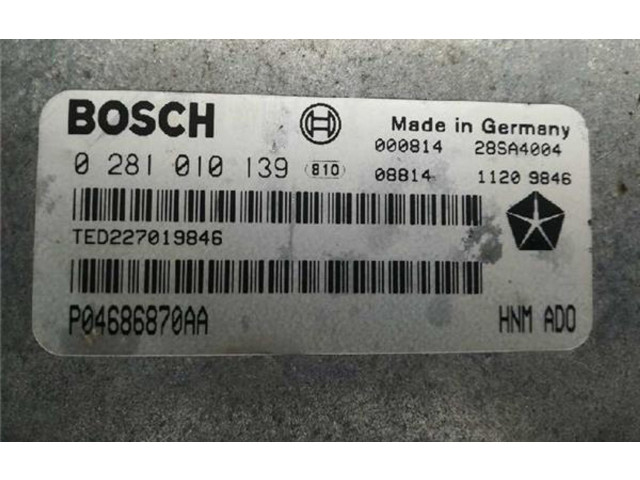 BOSCH
Made in Germany
000814 28SA4004
0 281 010 139 810
08814 1120 9846
TED227019846
P04686870AA
HNM ADO